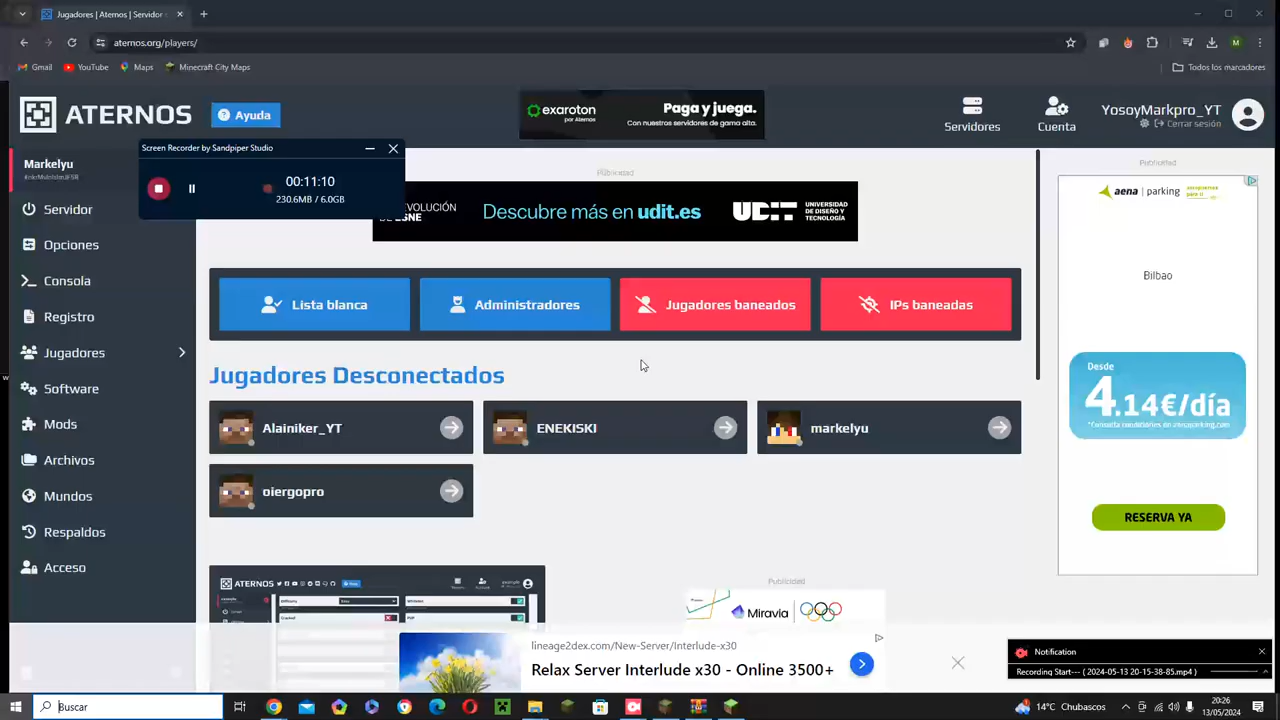 Jugadores | Aternos | Servidor
aternos.org/players/
Gmail
YouTube
Maps
Minecraft City Maps
Todos los marcadores
ATERNOS
Ayuda
exaroton
por Aternos
Paga y juega.
Con nuestros servidores de gama alta.
Servidores
Cuenta
YosoyMarkpro_YT
Cerrar sesión
Screen Recorder by Sandpiper Studio
00:11:10
230.6MB / 6.0GB
Markelyu
Servidor
Opciones
Consola
Registro
Jugadores
Software
Mods
Archivos
Mundos
Respaldos
Acceso
Publicidad
Descubre más en udit.es
UDIT
UNIVERSIDAD
DE DISEÑO Y
TECNOLOGÍA
Lista blanca
Administradores
Jugadores baneados
IPs baneadas
Jugadores Desconectados
Alainiker_YT
ENEKISKI
markelyu
oiergopro
Publicidad
aena | parking
Bilbao
Desde
4.14€/día
RESERVA YA
ATERNOS
Publicidad
Miravia
lineage2dex.com/New-Server/Interlude-x30
Relax Server Interlude x30 - Online 3500+
Notification
Recording Start--- ( 2024-05-13 20-15-38-85.mp4 )
Buscar
14°C Chubascos
20:26
13/05/2024